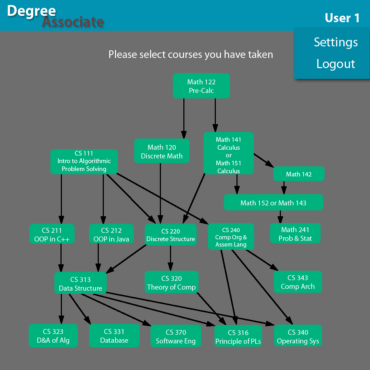 Degree
Associate
User 1
Settings
Logout
Please select courses you have taken
Math 122
Pre-Calc
Math 120
Discrete Math
Math 141
Calculus
or
Math 151
Calculus
CS 111
Intro to Algorithmic
Problem Solving
Math 142
Math 152 or Math 143
CS 211
OOP in C++
CS 212
OOP in Java
CS 220
Discrete Structure
CS 240
Comp Org &
Assem Lang
Math 241
Prob & Stat
CS 313
Data Structure
CS 320
Theory of Comp
CS 343
Comp Arch
CS 323
D&A of Alg
CS 331
Database
CS 370
Software Eng
CS 316
Principle of PLs
CS 340
Operating Sys